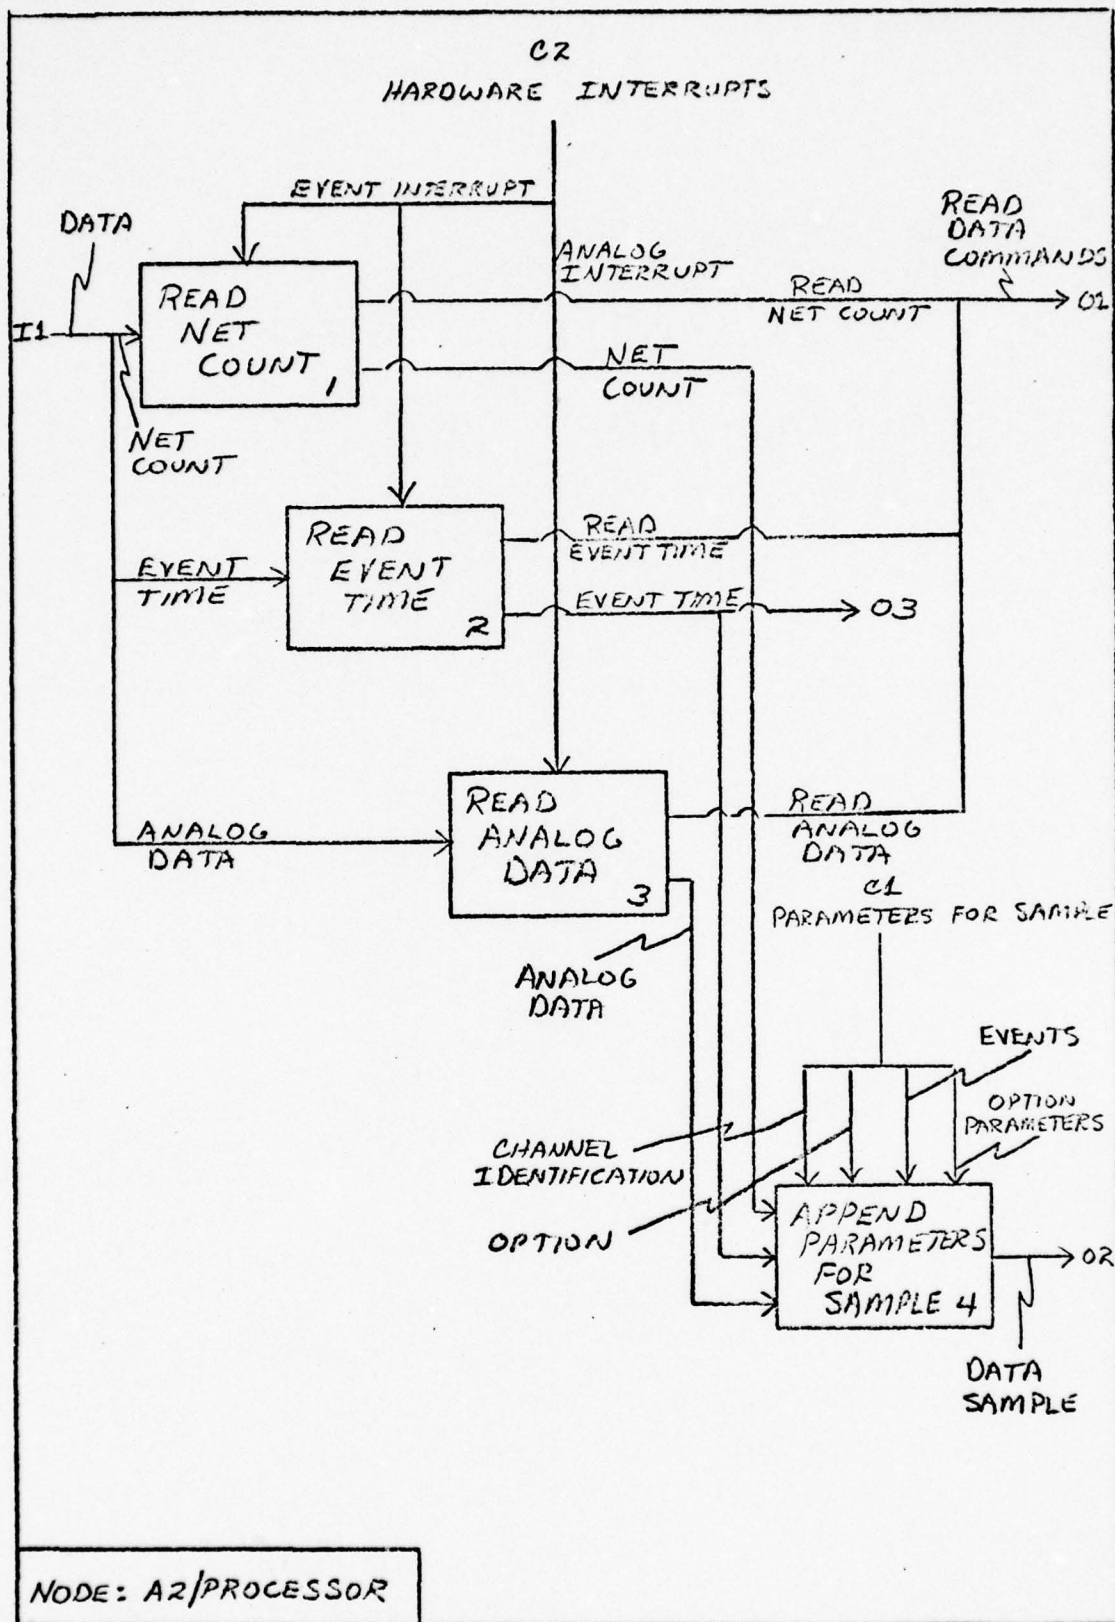 C2
HARDWARE INTERRUPTS
EVENT INTERRUPT
DATA
READ
DATA
COMMANDS
ANALOG
INTERRUPT
READ
NET COUNT
O1
I1
READ
NET
COUNT 1
NET
COUNT
NET
COUNT
READ
EVENT
TIME
2
READ
EVENT TIME
EVENT
TIME
EVENT TIME
O3
READ
ANALOG
DATA
3
READ
ANALOG
DATA
ANALOG
DATA
C1
PARAMETERS FOR SAMPLE
ANALOG
DATA
EVENTS
OPTION
PARAMETERS
CHANNEL
IDENTIFICATION
OPTION
APPEND
PARAMETERS
FOR
SAMPLE 4
O2
DATA
SAMPLE
NODE: A2/PROCESSOR